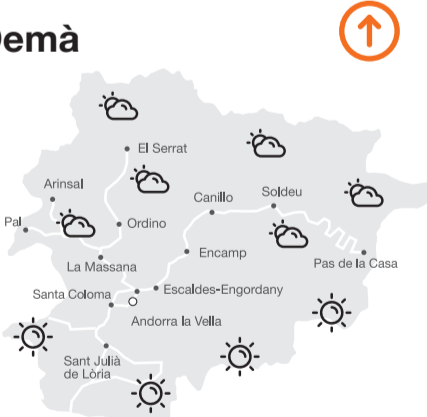 Demà
El Serrat
Arinsal
Canillo
Soldeu
Pal
Ordino
Encamp
La Massana
Pas de la Casa
Santa Coloma
Escaldes-Engordany
Andorra la Vella
Sant Julià
de Lòria